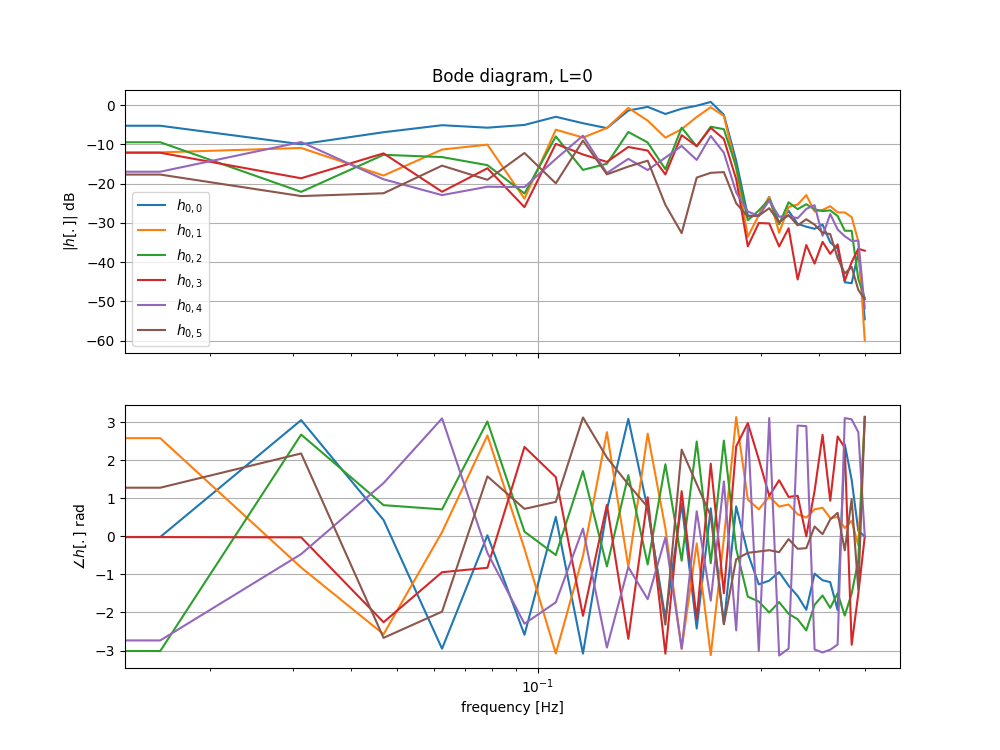 Bode diagram, L=0
|h[.]| dB
0
−10
−20
−30
−40
−50
−60
h0,0
h0,1
h0,2
h0,3
h0,4
h0,5
∠h[.] rad
3
2
1
0
−1
−2
−3
10−1
frequency [Hz]